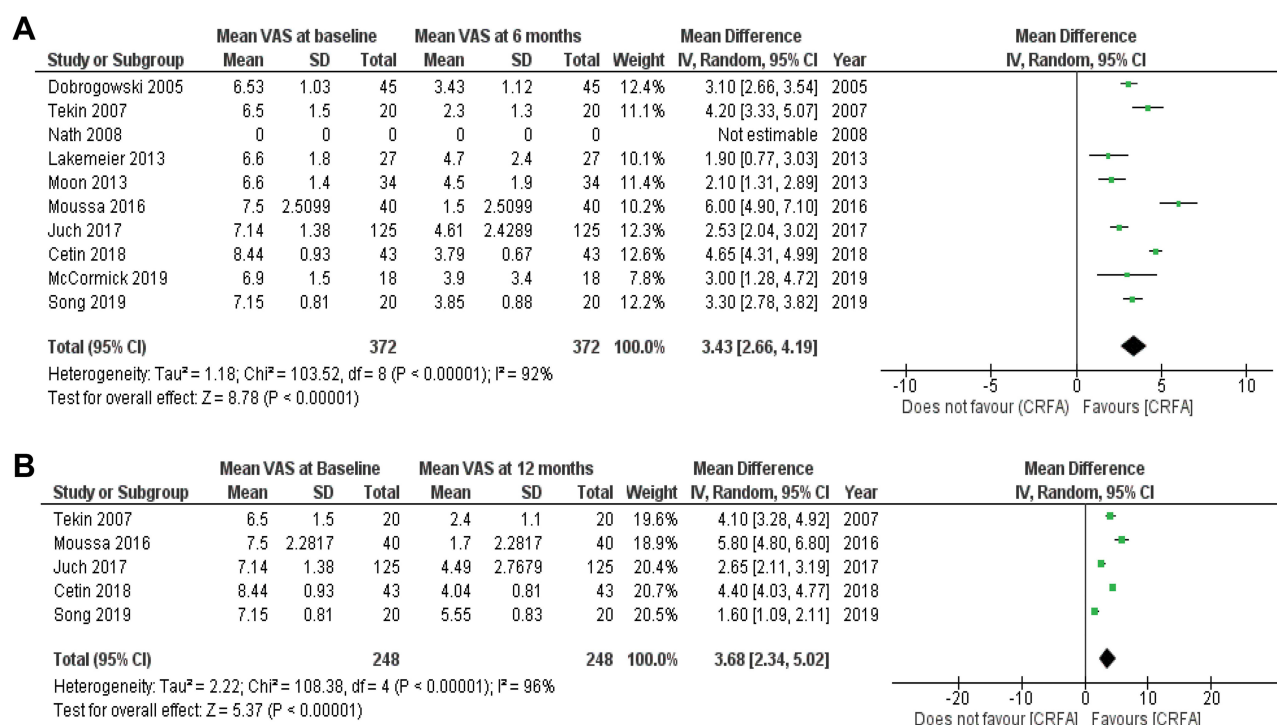 A
Mean VAS at baseline Mean VAS at 6 months Mean Difference Mean Difference
Study or Subgroup Mean SD Total Mean SD Total Weight IV, Random, 95% CI Year IV, Random, 95% CI
Dobrogowski 2005 6.53 1.03 45 3.43 1.12 45 12.4% 3.10 [2.66, 3.54] 2005
Tekin 2007 6.5 1.5 20 2.3 1.3 20 11.1% 4.20 [3.33, 5.07] 2007
Nath 2008 0 0 0 0 0 0 Not estimable 2008
Lakemeier 2013 6.6 1.8 27 4.7 2.4 27 10.1% 1.90 [0.77, 3.03] 2013
Moon 2013 6.6 1.4 34 4.5 1.9 34 11.4% 2.10 [1.31, 2.89] 2013
Moussa 2016 7.5 2.5099 40 1.5 2.5099 40 10.2% 6.00 [4.90, 7.10] 2016
Juch 2017 7.14 1.38 125 4.61 2.4289 125 12.3% 2.53 [2.04, 3.02] 2017
Cetin 2018 8.44 0.93 43 3.79 0.67 43 12.6% 4.65 [4.31, 4.99] 2018
McCormick 2019 6.9 1.5 18 3.9 3.4 18 7.8% 3.00 [1.28, 4.72] 2019
Song 2019 7.15 0.81 20 3.85 0.88 20 12.2% 3.30 [2.78, 3.82] 2019
Total (95% CI) 372 372 100.0% 3.43 [2.66, 4.19]
Heterogeneity: Tau² = 1.18; Chi² = 103.52, df = 8 (P < 0.00001); I² = 92%
Test for overall effect: Z = 8.78 (P < 0.00001)
-10 -5 0 5 10
Does not favour (CRFA) Favours [CRFA]
B
Mean VAS at Baseline Mean VAS at 12 months Mean Difference Mean Difference
Study or Subgroup Mean SD Total Mean SD Total Weight IV, Random, 95% CI Year IV, Random, 95% CI
Tekin 2007 6.5 1.5 20 2.4 1.1 20 19.6% 4.10 [3.28, 4.92] 2007
Moussa 2016 7.5 2.2817 40 1.7 2.2817 40 18.9% 5.80 [4.80, 6.80] 2016
Juch 2017 7.14 1.38 125 4.49 2.7679 125 20.4% 2.65 [2.11, 3.19] 2017
Cetin 2018 8.44 0.93 43 4.04 0.81 43 20.7% 4.40 [4.03, 4.77] 2018
Song 2019 7.15 0.81 20 5.55 0.83 20 20.5% 1.60 [1.09, 2.11] 2019
Total (95% CI) 248 248 100.0% 3.68 [2.34, 5.02]
Heterogeneity: Tau² = 2.22; Chi² = 108.38, df = 4 (P < 0.00001); I² = 96%
Test for overall effect: Z = 5.37 (P < 0.00001)
-20 -10 0 10 20
Does not favour [CRFA] Favours [CRFA]